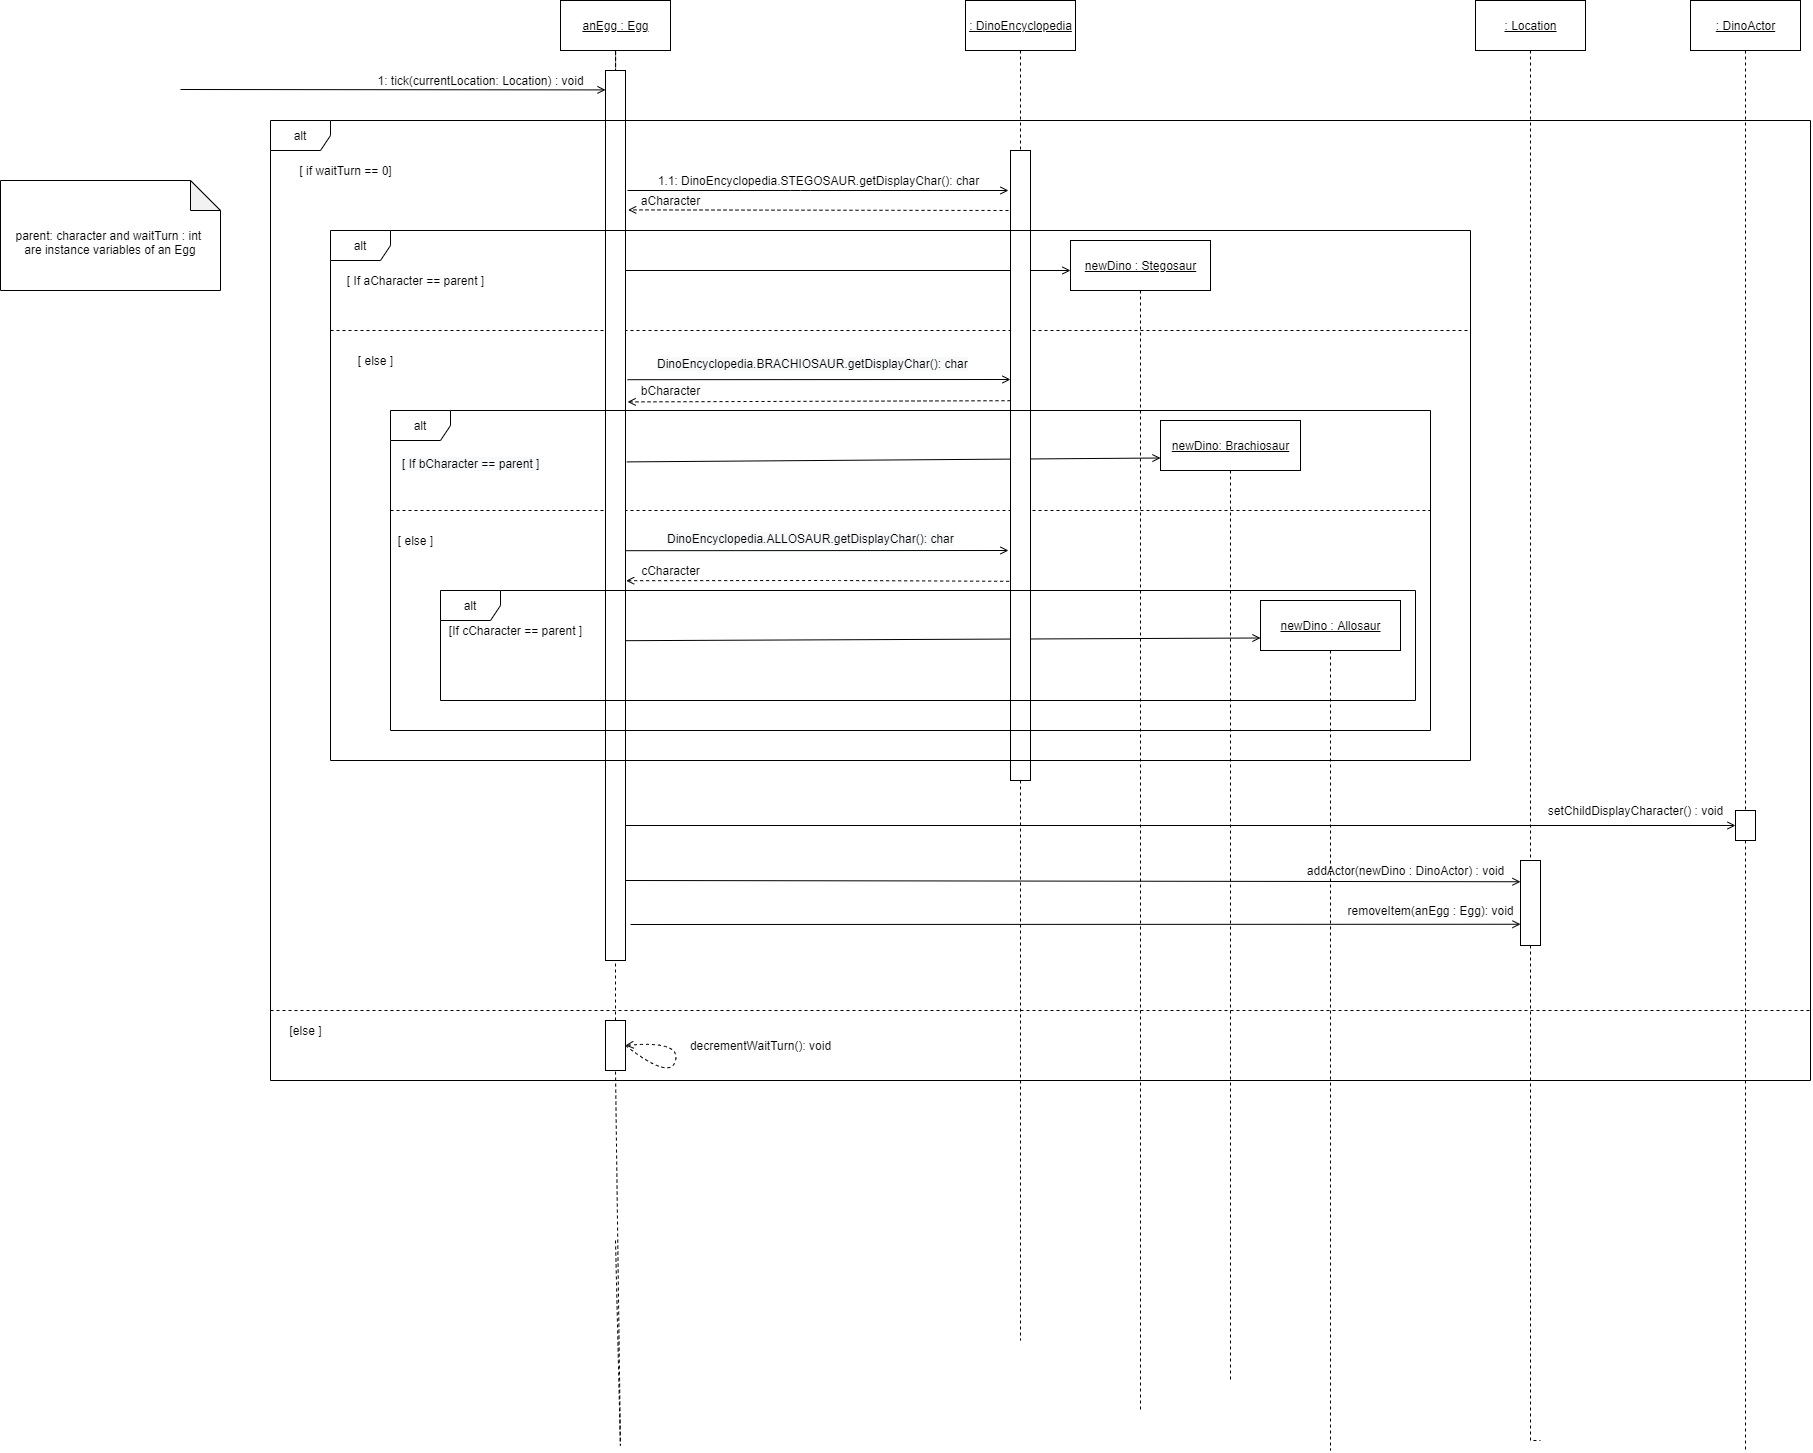 anEgg : Egg
: DinoEncyclopedia
: Location
: DinoActor
1: tick(currentLocation: Location) : void
alt
[ if waitTurn == 0]
1.1: DinoEncyclopedia.STEGOSAUR.getDisplayChar(): char
aCharacter
parent: character and waitTurn : int
are instance variables of an Egg
alt
newDino : Stegosaur
[ If aCharacter == parent ]
[ else ]
DinoEncyclopedia.BRACHIOSAUR.getDisplayChar(): char
bCharacter
alt
newDino: Brachiosaur
[ If bCharacter == parent ]
[ else ]
DinoEncyclopedia.ALLOSAUR.getDisplayChar(): char
cCharacter
alt
newDino : Allosaur
[If cCharacter == parent ]
setChildDisplayCharacter() : void
addActor(newDino : DinoActor) : void
removeItem(anEgg : Egg): void
[else ]
decrementWaitTurn(): void